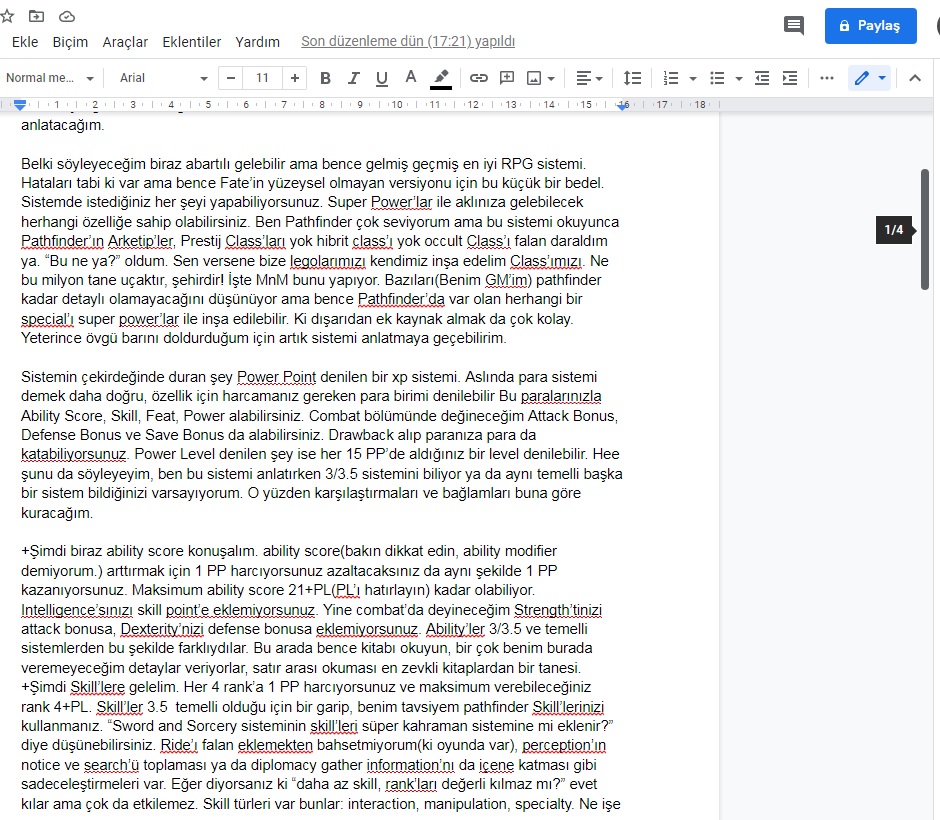 Ekle Biçim Araçlar Eklentiler Yardım Son düzenleme dün (17:21) yapıldı
Paylaş
Normal me... Arial 11 B I U A
1 2 3 4 5 6 7 8 9 10 11 12 13 14 15 16 17 18
anlatacağım.
Belki söyleyeceğim biraz abartılı gelebilir ama bence gelmiş geçmiş en iyi RPG sistemi.
Hataları tabi ki var ama bence Fate’in yüzeysel olmayan versiyonu için bu küçük bir bedel.
Sistemde istediğiniz her şeyi yapabiliyorsunuz. Super Power’lar ile aklınıza gelebilecek
herhangi özelliğe sahip olabilirsiniz. Ben Pathfinder çok seviyorum ama bu sistemi okuyunca
Pathfinder’ın Arketip’ler, Prestij Class’ları yok hibrit class’ı yok occult Class’ı falan daraldım
ya. “Bu ne ya?” oldum. Sen versene bize legolarımızı kendimiz inşa edelim Class’ımızı. Ne
bu milyon tane uçaktır, şehirdir! İşte MnM bunu yapıyor. Bazıları(Benim GM’im) pathfinder
kadar detaylı olamayacağını düşünüyor ama bence Pathfinder’da var olan herhangi bir
special’ı super power’lar ile inşa edilebilir. Ki dışarıdan ek kaynak almak da çok kolay.
Yeterince övgü barını doldurduğum için artık sistemi anlatmaya geçebilirim.
Sistemin çekirdeğinde duran şey Power Point denilen bir xp sistemi. Aslında para sistemi
demek daha doğru, özellik için harcamanız gereken para birimi denilebilir Bu paralarınızla
Ability Score, Skill, Feat, Power alabilirsiniz. Combat bölümünde değineceğim Attack Bonus,
Defense Bonus ve Save Bonus da alabilirsiniz. Drawback alıp paranıza para da
katabiliyorsunuz. Power Level denilen şey ise her 15 PP’de aldığınız bir level denilebilir. Hee
şunu da söyleyeyim, ben bu sistemi anlatırken 3/3.5 sistemini biliyor ya da aynı temelli başka
bir sistem bildiğinizi varsayıyorum. O yüzden karşılaştırmaları ve bağlamları buna göre
kuracağım.
+Şimdi biraz ability score konuşalım. ability score(bakın dikkat edin, ability modifier
demiyorum.) arttırmak için 1 PP harcıyorsunuz azaltacaksınız da aynı şekilde 1 PP
kazanıyorsunuz. Maksimum ability score 21+PL(PL’ı hatırlayın) kadar olabiliyor.
Intelligence’sınızı skill point’e eklemiyorsunuz. Yine combat’da deyineceğim Strength’tinizi
attack bonusa, Dexterity’nizi defense bonusa eklemiyorsunuz. Ability’ler 3/3.5 ve temelli
sistemlerden bu şekilde farklıydılar. Bu arada bence kitabı okuyun, bir çok benim burada
veremeyeceğim detaylar veriyorlar, satır arası okuması en zevkli kitaplardan bir tanesi.
+Şimdi Skill’lere gelelim. Her 4 rank’a 1 PP harcıyorsunuz ve maksimum verebileceğiniz
rank 4+PL. Skill’ler 3.5 temelli olduğu için bir garip, benim tavsiyem pathfinder Skill’lerinizi
kullanmanız. “Sword and Sorcery sisteminin skill’leri süper kahraman sistemine mi eklenir?”
diye düşünebilirsiniz. Ride’ı falan eklemekten bahsetmiyorum(ki oyunda var), perception’ın
notice ve search’ü toplaması ya da diplomacy gather information’nı da içene katması gibi
sadeceleştirmeleri var. Eğer diyorsanız ki “daha az skill, rank’ları değerli kılmaz mı?” evet
kılar ama çok da etkilemez. Skill türleri var bunlar: interaction, manipulation, specialty. Ne işe
1/4